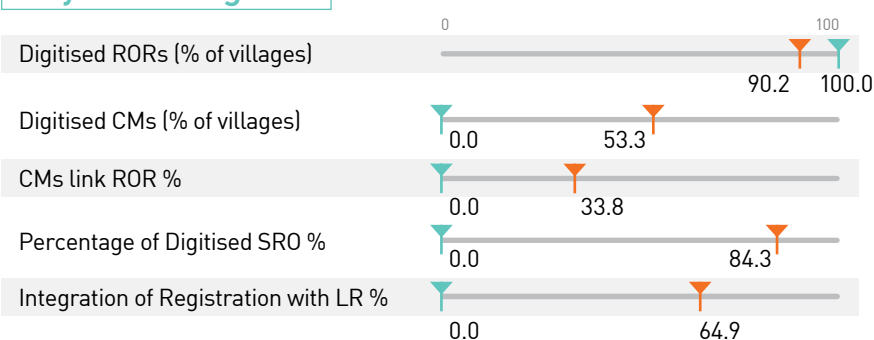 0 100
Digitised RORs (% of villages)
90.2 100.0
Digitised CMs (% of villages)
0.0 53.3
CMs link ROR %
0.0 33.8
Percentage of Digitised SRO %
0.0 84.3
Integration of Registration with LR %
0.0 64.9